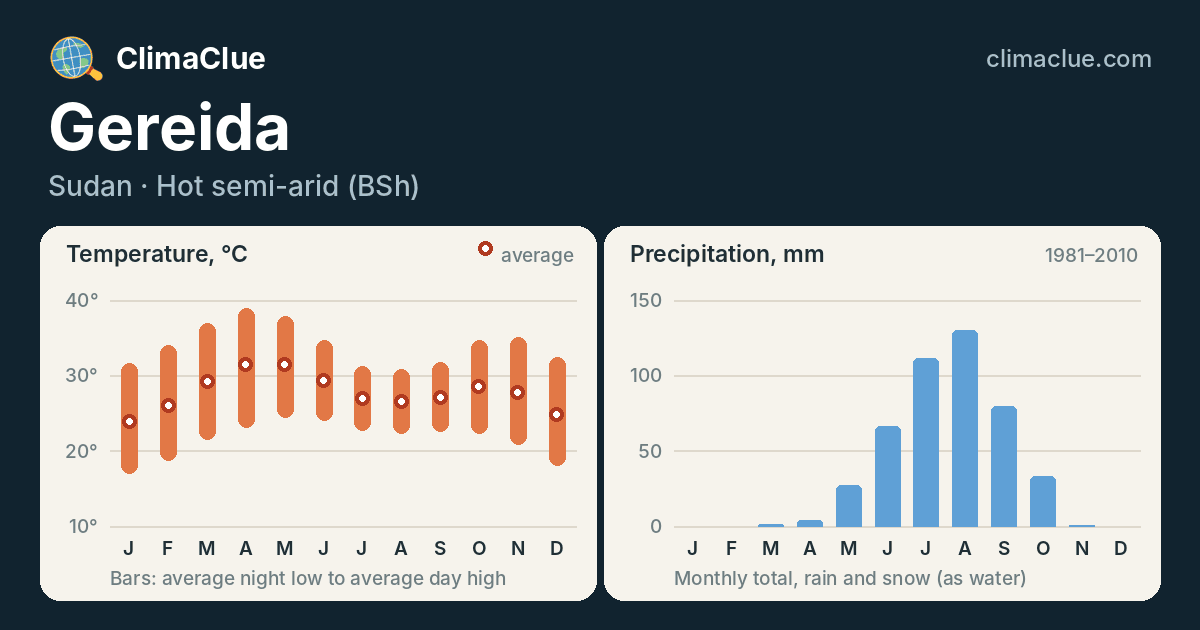 ClimaClue
climaclue.com
Gereida
Sudan · Hot semi-arid (BSh)
Temperature, °C
average
40°
30°
20°
10°
J F M A M J J A S O N D
Bars: average night low to average day high
Precipitation, mm
1981–2010
150
100
50
0
J F M A M J J A S O N D
Monthly total, rain and snow (as water)